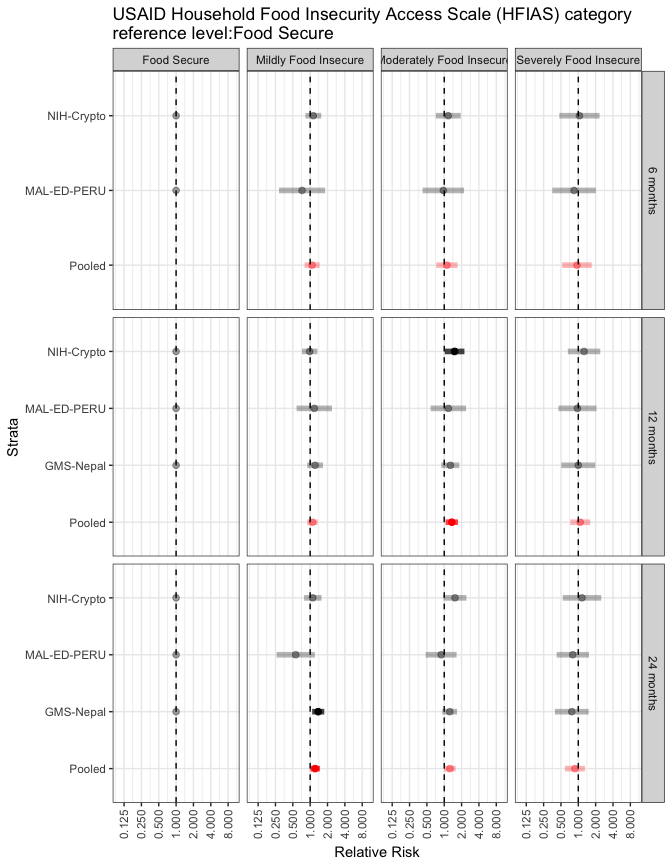 USAID Household Food Insecurity Access Scale (HFIAS) category
reference level:Food Secure
Food Secure
Mildly Food Insecure
Moderately Food Insecure
Severely Food Insecure
NIH-Crypto
MAL-ED-PERU
Pooled
6 months
NIH-Crypto
MAL-ED-PERU
GMS-Nepal
Pooled
12 months
NIH-Crypto
MAL-ED-PERU
GMS-Nepal
Pooled
24 months
Strata
0.125 0.250 0.500 1.000 2.000 4.000 8.000
0.125 0.250 0.500 1.000 2.000 4.000 8.000
0.125 0.250 0.500 1.000 2.000 4.000 8.000
0.125 0.250 0.500 1.000 2.000 4.000 8.000
Relative Risk